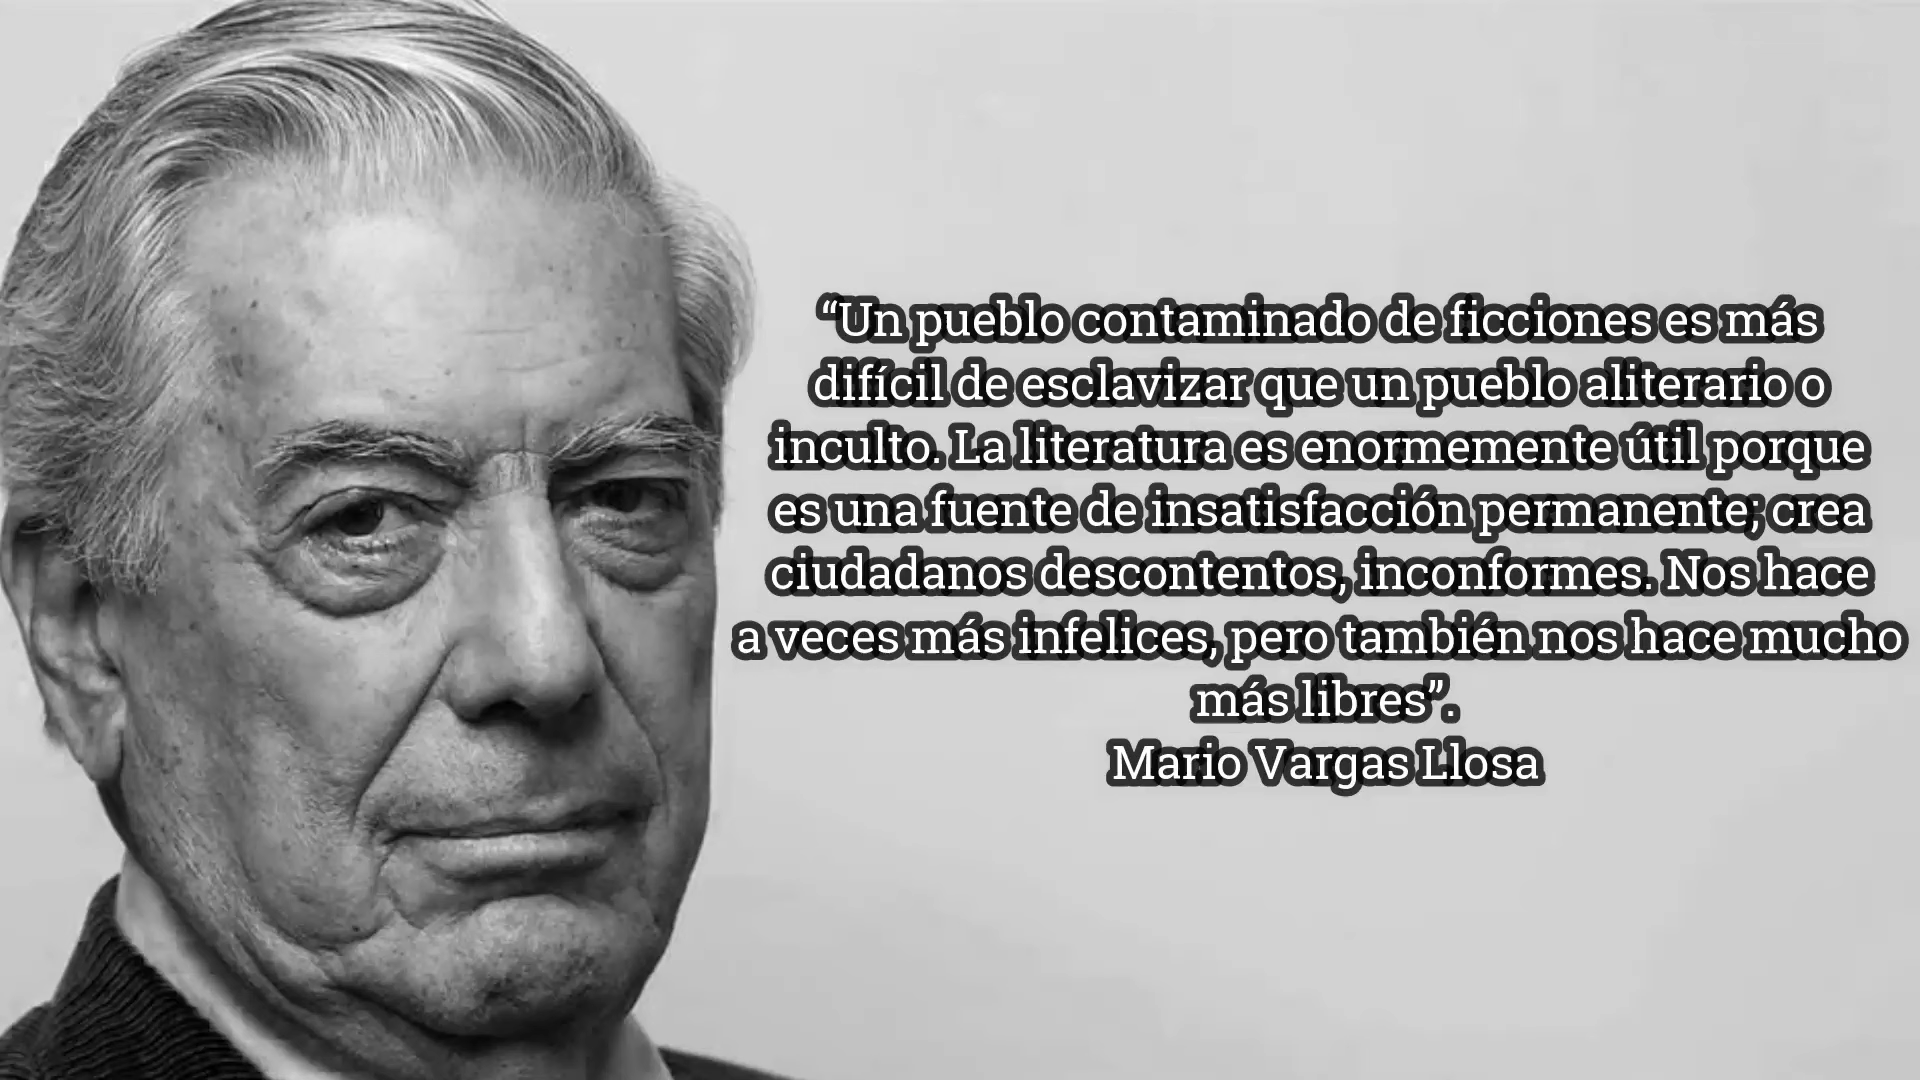 “Un pueblo contaminado de ficciones es más
difícil de esclavizar que un pueblo aliterario o
inculto. La literatura es enormemente útil porque
es una fuente de insatisfacción permanente; crea
ciudadanos descontentos, inconformes. Nos hace
a veces más infelices, pero también nos hace mucho
más libres”.
Mario Vargas Llosa